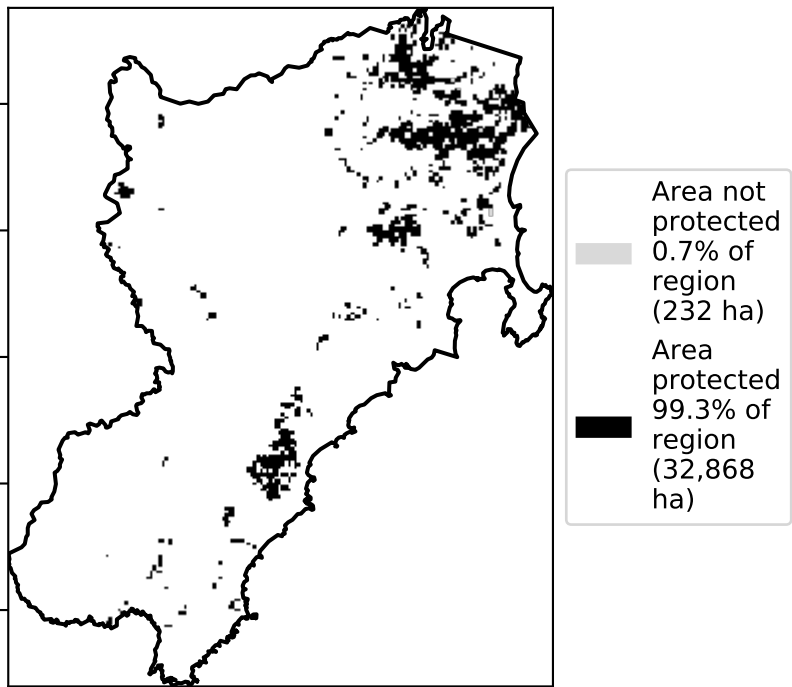 Area not
protected
0.7% of
region
(232 ha)
Area
protected
99.3% of
region
(32,868
ha)